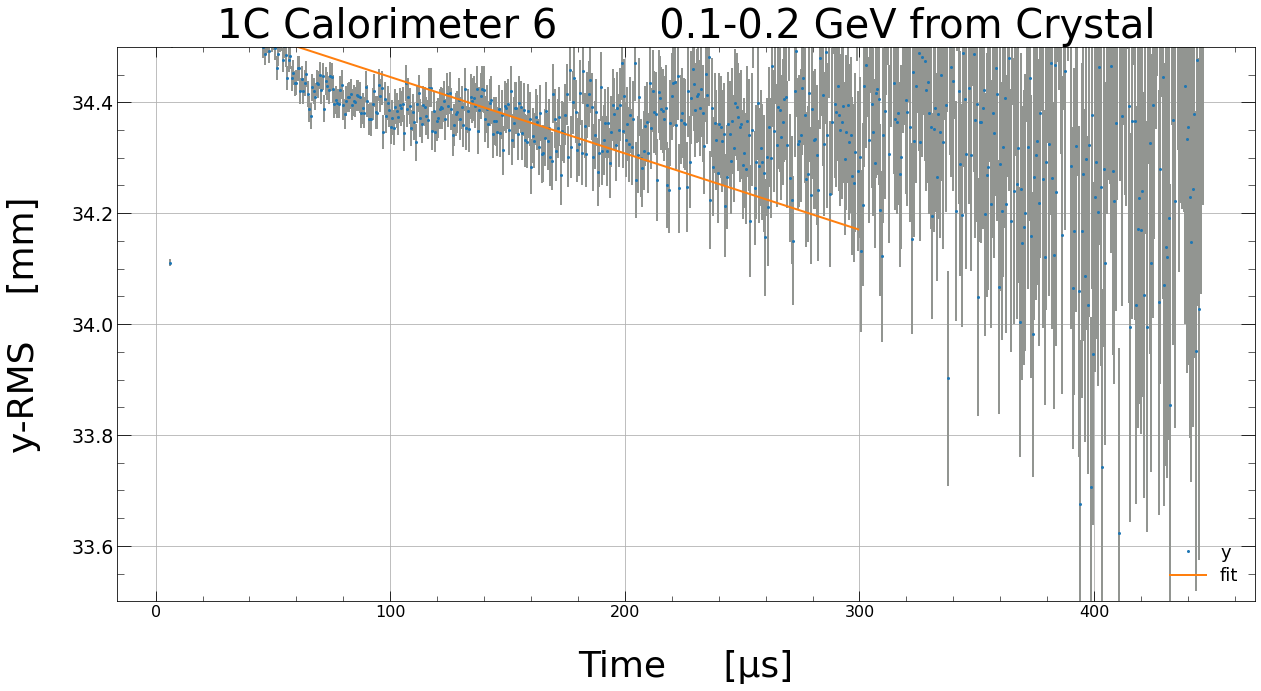 1C Calorimeter 6 0.1-0.2 GeV from Crystal
y-RMS [mm]
34.4
34.2
34.0
33.8
33.6
0 100 200 300 400
Time [µs]
y
fit